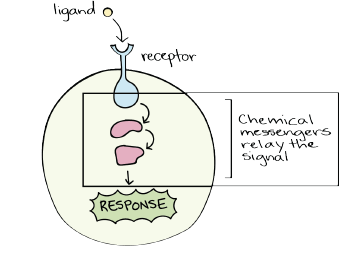 ligand
receptor
Chemical
messengers
relay the
signal
RESPONSE